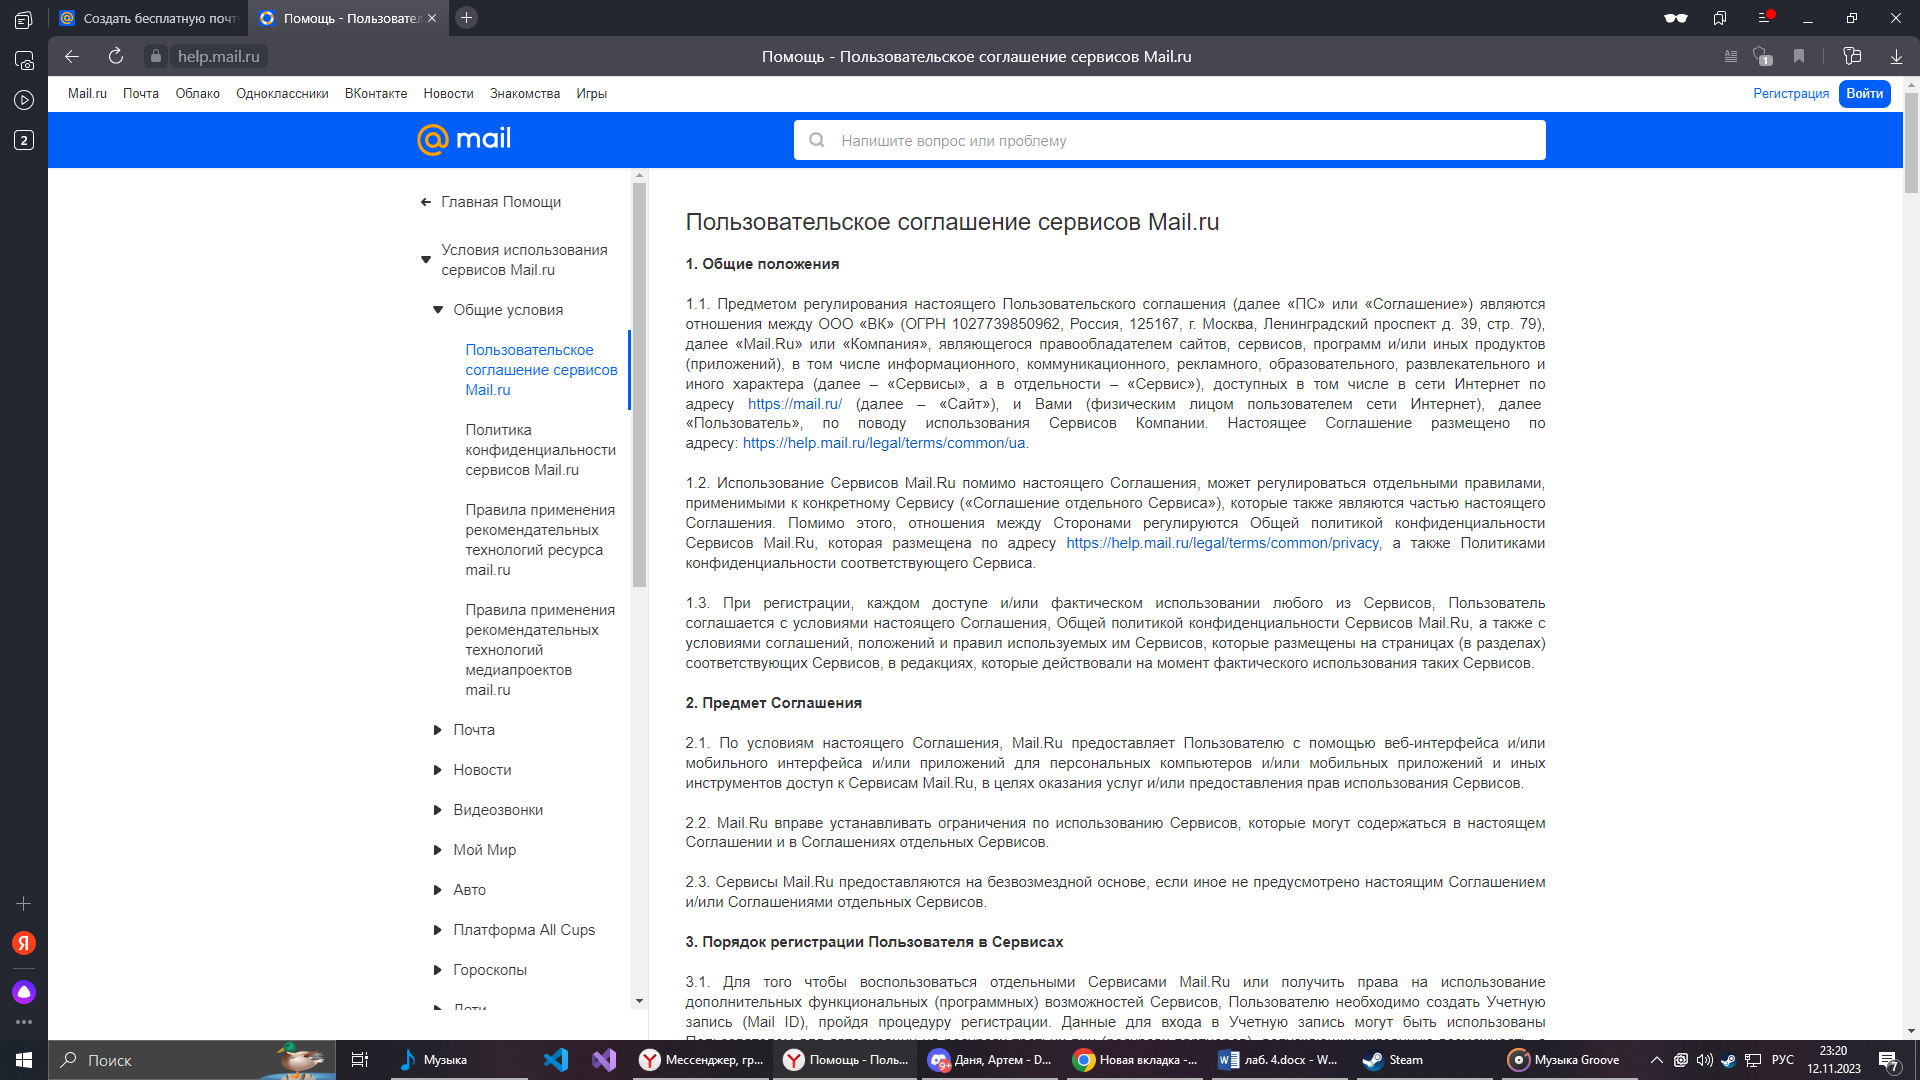 Создать бесплатную почт
Помощь - Пользовател
help.mail.ru
Помощь - Пользовательское соглашение сервисов Mail.ru
1
2
Mail.ru Почта Облако Одноклассники ВКонтакте Новости Знакомства Игры
Регистрация Войти
@mail
Напишите вопрос или проблему
Главная Помощи
Условия использования
сервисов Mail.ru
Общие условия
Пользовательское
соглашение сервисов
Mail.ru
Политика
конфиденциальности
сервисов Mail.ru
Правила применения
рекомендательных
технологий ресурса
mail.ru
Правила применения
рекомендательных
технологий
медиапроектов
mail.ru
Почта
Новости
Видеозвонки
Мой Мир
Авто
Платформа All Cups
Гороскопы
Дети
Пользовательское соглашение сервисов Mail.ru
1. Общие положения
1.1. Предметом регулирования настоящего Пользовательского соглашения (далее «ПС» или «Соглашение») являются
отношения между ООО «ВК» (ОГРН 1027739850962, Россия, 125167, г. Москва, Ленинградский проспект д. 39, стр. 79),
далее «Mail.Ru» или «Компания», являющегося правообладателем сайтов, сервисов, программ и/или иных продуктов
(приложений), в том числе информационного, коммуникационного, рекламного, образовательного, развлекательного и
иного характера (далее – «Сервисы», а в отдельности – «Сервис»), доступных в том числе в сети Интернет по
адресу https://mail.ru/ (далее – «Сайт»), и Вами (физическим лицом пользователем сети Интернет), далее
«Пользователь», по поводу использования Сервисов Компании. Настоящее Соглашение размещено по
адресу: https://help.mail.ru/legal/terms/common/ua.
1.2. Использование Сервисов Mail.Ru помимо настоящего Соглашения, может регулироваться отдельными правилами,
применимыми к конкретному Сервису («Соглашение отдельного Сервиса»), которые также являются частью настоящего
Соглашения. Помимо этого, отношения между Сторонами регулируются Общей политикой конфиденциальности
Сервисов Mail.Ru, которая размещена по адресу https://help.mail.ru/legal/terms/common/privacy, а также Политиками
конфиденциальности соответствующего Сервиса.
1.3. При регистрации, каждом доступе и/или фактическом использовании любого из Сервисов, Пользователь
соглашается с условиями настоящего Соглашения, Общей политикой конфиденциальности Сервисов Mail.Ru, а также с
условиями соглашений, положений и правил используемых им Сервисов, которые размещены на страницах (в разделах)
соответствующих Сервисов, в редакциях, которые действовали на момент фактического использования таких Сервисов.
2. Предмет Соглашения
2.1. По условиям настоящего Соглашения, Mail.Ru предоставляет Пользователю с помощью веб-интерфейса и/или
мобильного интерфейса и/или приложений для персональных компьютеров и/или мобильных приложений и иных
инструментов доступ к Сервисам Mail.Ru, в целях оказания услуг и/или предоставления прав использования Сервисов.
2.2. Mail.Ru вправе устанавливать ограничения по использованию Сервисов, которые могут содержаться в настоящем
Соглашении и в Соглашениях отдельных Сервисов.
2.3. Сервисы Mail.Ru предоставляются на безвозмездной основе, если иное не предусмотрено настоящим Соглашением
и/или Соглашениями отдельных Сервисов.
3. Порядок регистрации Пользователя в Сервисах
3.1. Для того чтобы воспользоваться отдельными Сервисами Mail.Ru или получить права на использование
дополнительных функциональных (программных) возможностей Сервисов, Пользователю необходимо создать Учетную
запись (Mail ID), пройдя процедуру регистрации. Данные для входа в Учетную запись могут быть использованы
Я
Поиск
Музыка
Мессенджер, гр...
Помощь - Поль...
9+
Даня, Артем - D...
Новая вкладка -...
лаб. 4.docx - W...
Steam
Музыка Groove
РУС
23:20
12.11.2023
7